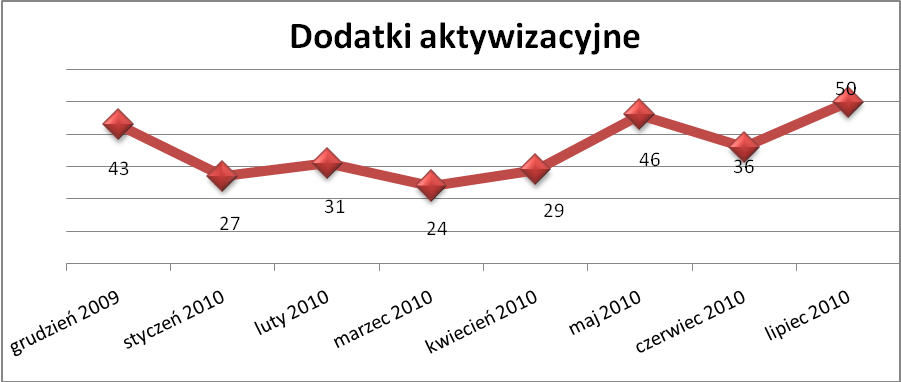 Dodatki aktywizacyjne
43
27
31
24
29
46
36
50
grudzień 2009
styczeń 2010
luty 2010
marzec 2010
kwiecień 2010
maj 2010
czerwiec 2010
lipiec 2010